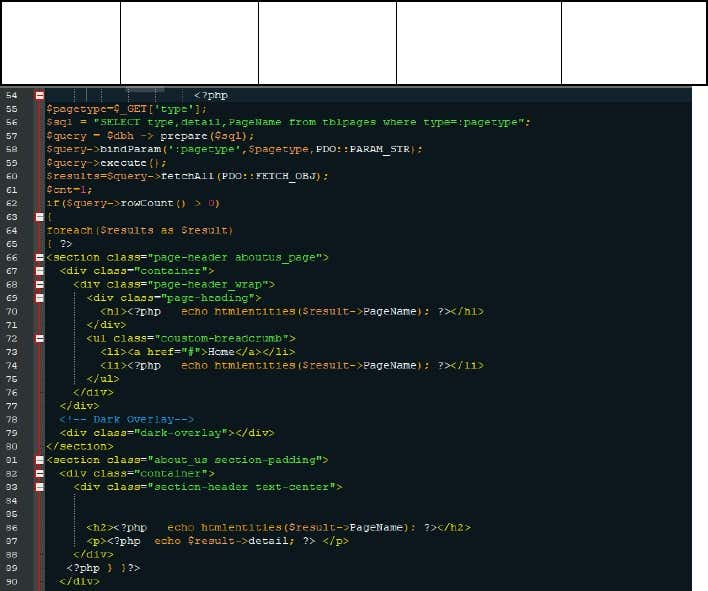 54 <?php
55 $pagetype=$_GET['type'];
56 $sql = "SELECT type,detail,PageName from tblpages where type=:pagetype";
57 $query = $dbh -> prepare($sql);
58 $query->bindParam(':pagetype',$pagetype,PDO::PARAM_STR);
59 $query->execute();
60 $results=$query->fetchAll(PDO::FETCH_OBJ);
61 $cnt=1;
62 if($query->rowCount() > 0)
63 {
64 foreach($results as $result)
65 { ?>
66 <section class="page-header aboutus_page">
67 <div class="container">
68 <div class="page-header_wrap">
69 <div class="page-heading">
70 <h1><?php echo htmlentities($result->PageName); ?></h1>
71 </div>
72 <ul class="coustom-breadcrumb">
73 <li><a href="#">Home</a></li>
74 <li><?php echo htmlentities($result->PageName); ?></li>
75 </ul>
76 </div>
77 </div>
78 <!-- Dark Overlay-->
79 <div class="dark-overlay"></div>
80 </section>
81 <section class="about_us section-padding">
82 <div class="container">
83 <div class="section-header text-center">
84
85
86 <h2><?php echo htmlentities($result->PageName); ?></h2>
87 <p><?php echo $result->detail; ?> </p>
88 </div>
89 <?php } }?>
90 </div>